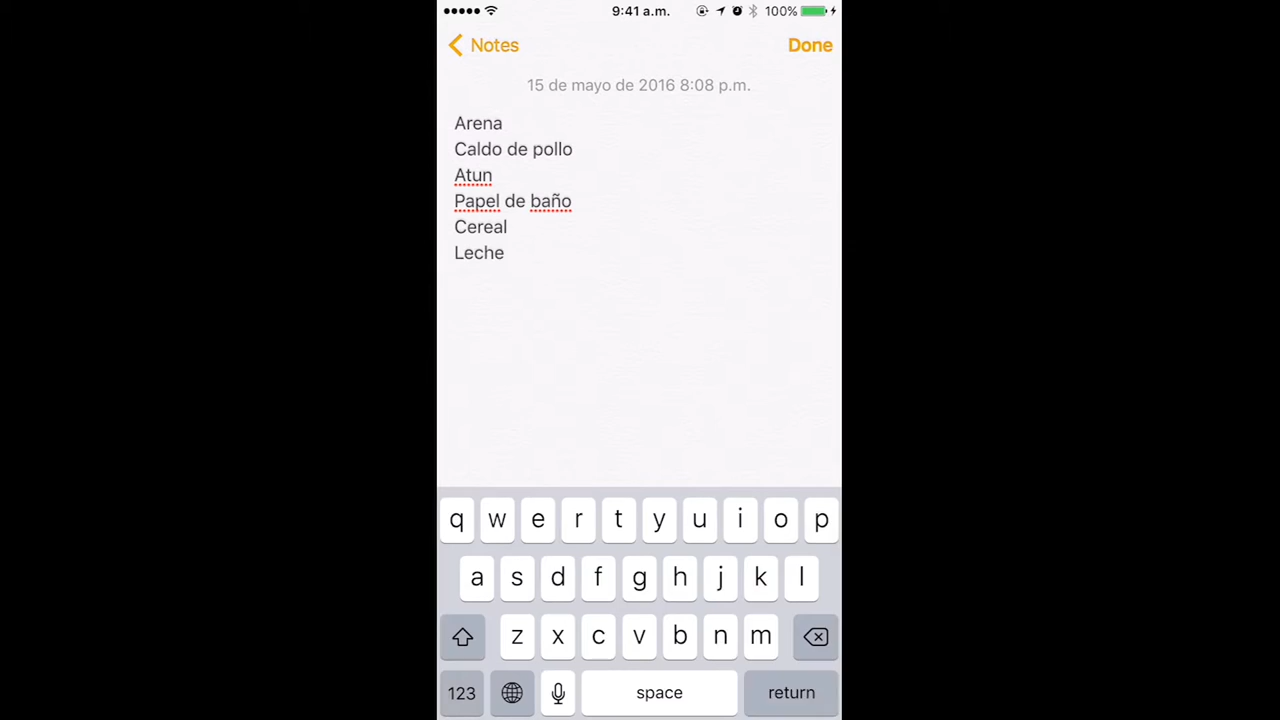 9:41 a.m. 100%
Notes Done
15 de mayo de 2016 8:08 p.m.
Arena
Caldo de pollo
Atun
Papel de baño
Cereal
Leche
q w e r t y u i o p
a s d f g h j k l
z x c v b n m
123 space return